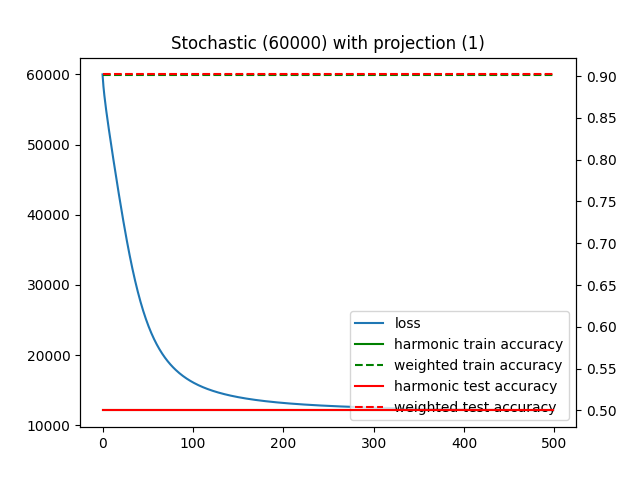 Stochastic (60000) with projection (1)
60000
50000
40000
30000
20000
10000
0.90
0.85
0.80
0.75
0.70
0.65
0.60
0.55
0.50
loss
harmonic train accuracy
weighted train accuracy
harmonic test accuracy
weighted test accuracy
0 100 200 300 400 500